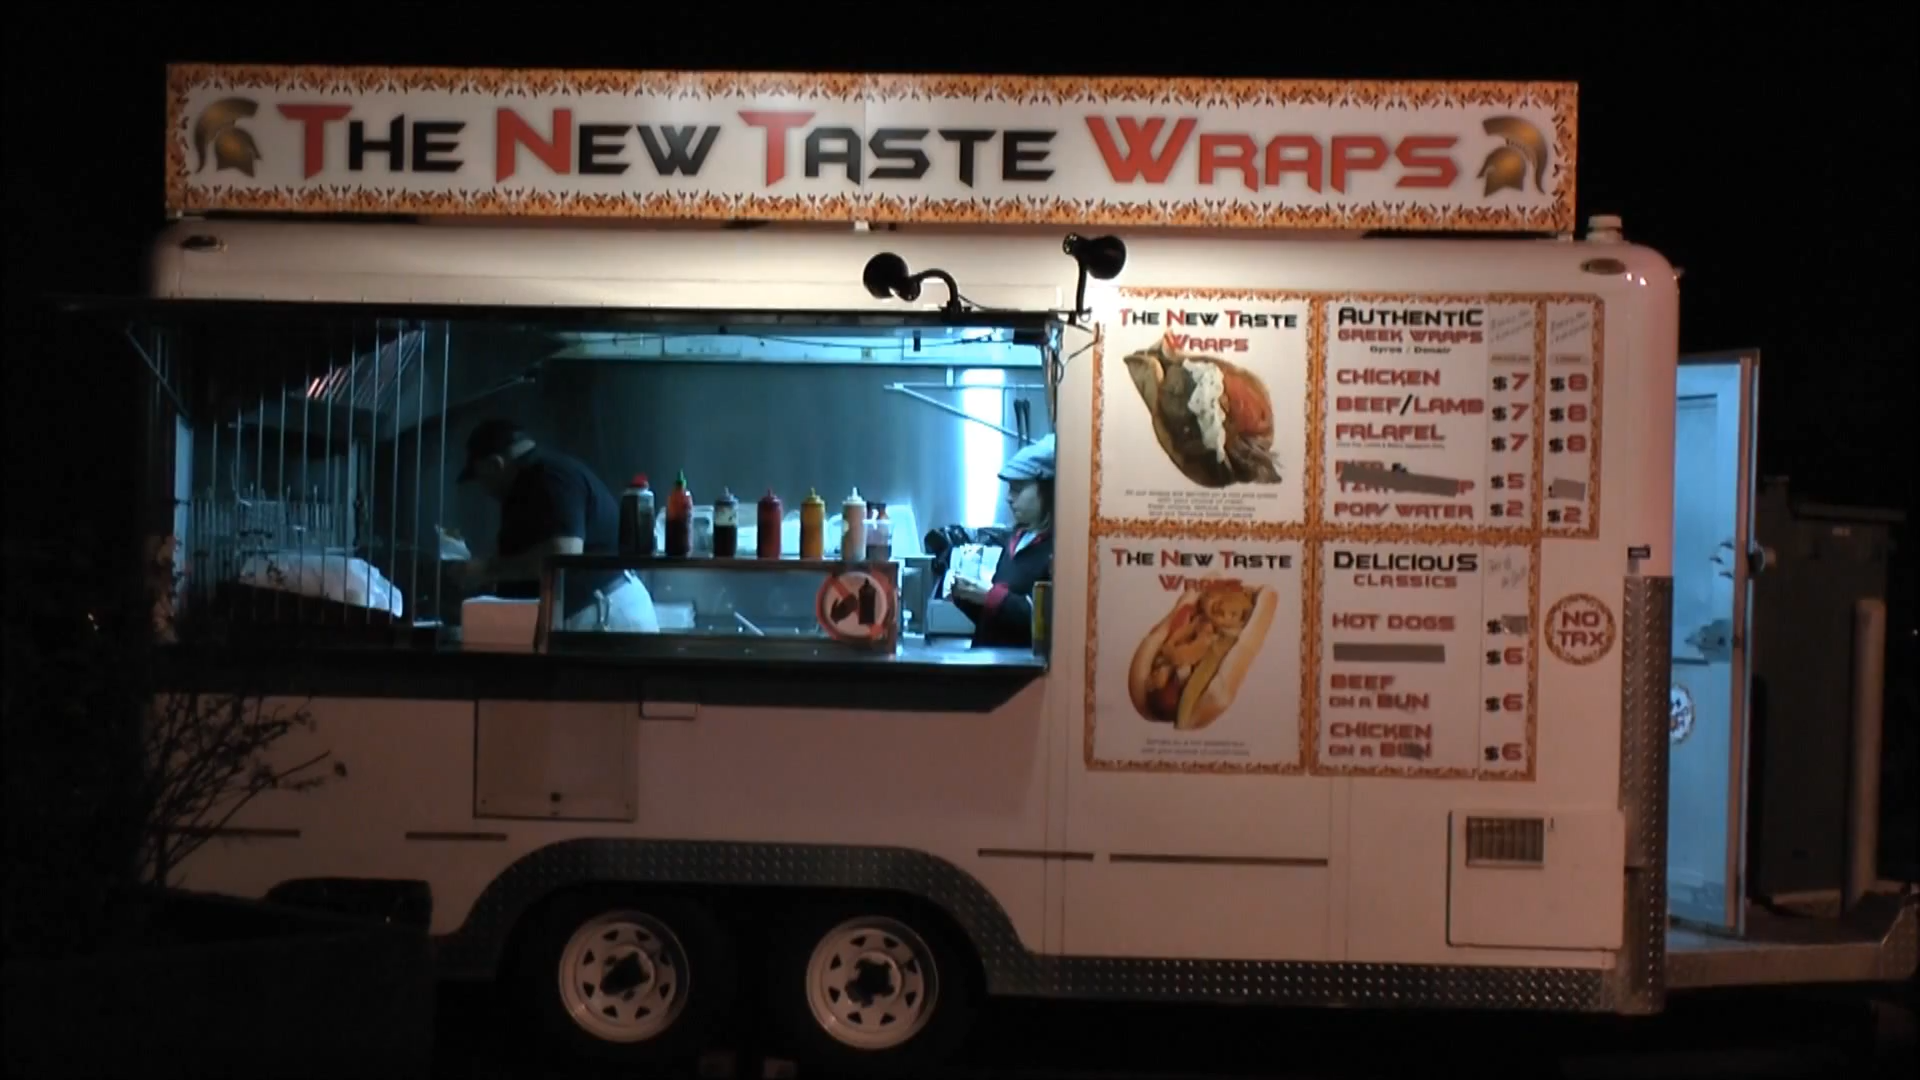 THE NEW TASTE WRAPS
THE NEW TASTE
WRAPS
AUTHENTIC
GREEK WRAPS
Gyros / Donair
CHICKEN $7 $8
BEEF/LAMB $7 $8
FALAFEL $7 $8
$5
POP/ WATER $2 $2
THE NEW TASTE
WRAPS
DELICIOUS
CLASSICS
HOT DOGS $
$6
BEEF
ON A BUN $6
CHICKEN
ON A BUN $6
NO
TAX